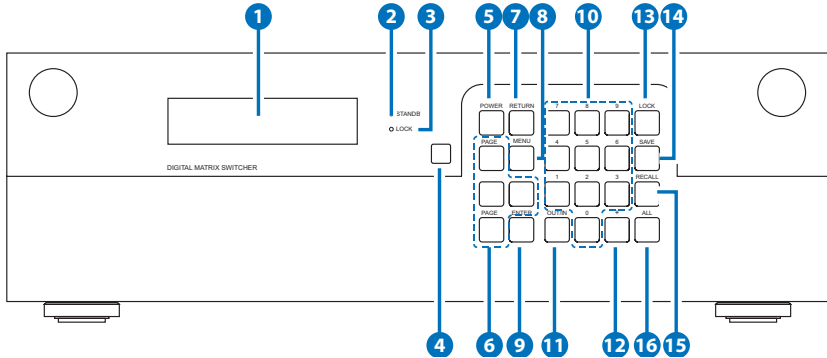 1 2 3 5 7 8 10 13 14
POWER RETURN 7 8 9 LOCK
STANDB
LOCK
PAGE MENU 4 5 6 SAVE
DIGITAL MATRIX SWITCHER
1 2 3 RECALL
PAGE ENTER OUT/IN 0 + ALL
4 6 9 11 12 16 15